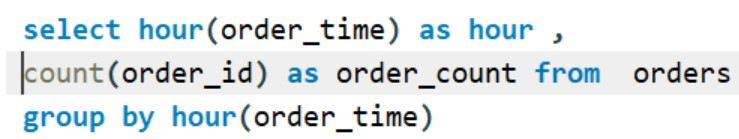 select hour(order_time) as hour ,
count(order_id) as order_count from  orders
group by hour(order_time)